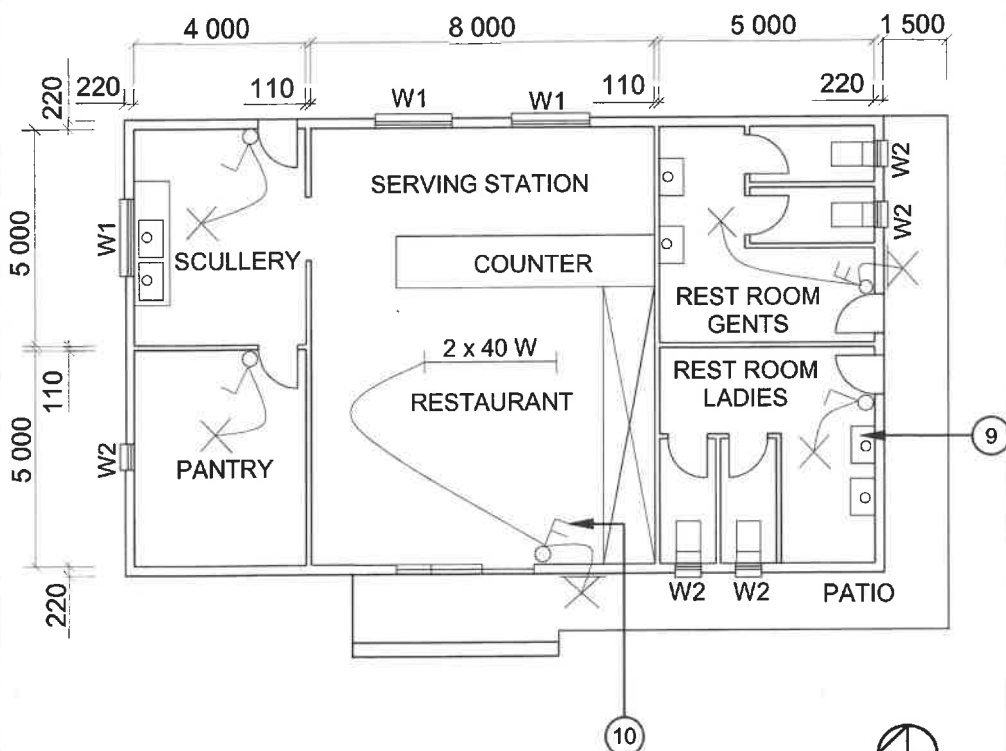 4 000
8 000
5 000
1 500
220
220
110
W1
W1
110
220
5 000
W1
SCULLERY
SERVING STATION
COUNTER
W2
W2
REST ROOM
GENTS
110
5 000
2 x 40 W
RESTAURANT
REST ROOM
LADIES
9
W2
PANTRY
220
10
W2
W2
PATIO